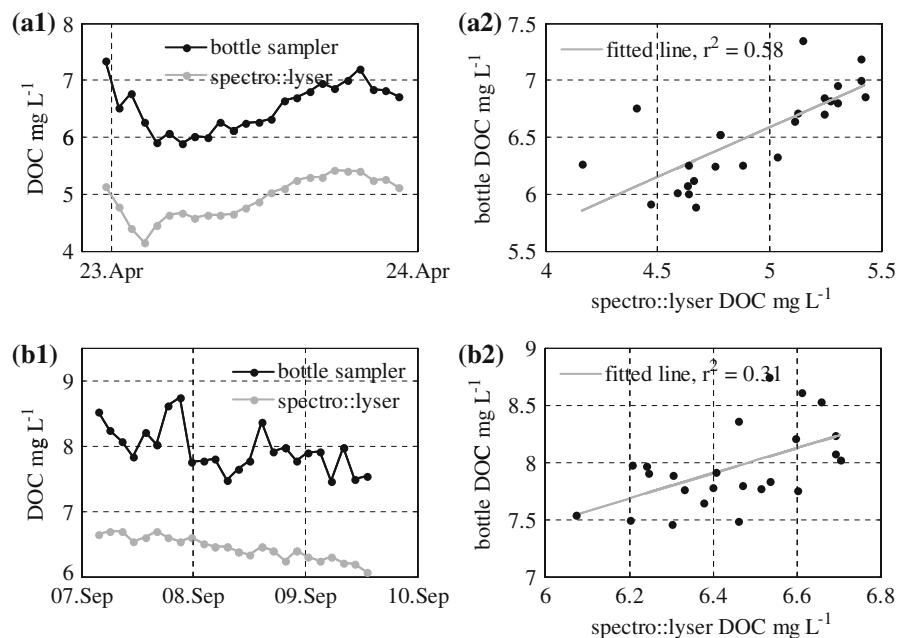 (a1)
8
7
6
5
4
DOC mg L⁻¹
bottle sampler
spectro::lyser
23.Apr
24.Apr
(a2)
7.5
7
6.5
6
5.5
bottle DOC mg L⁻¹
fitted line, r² = 0.58
4
4.5
5
5.5
spectro::lyser DOC mg L⁻¹
(b1)
9
8
7
6
DOC mg L⁻¹
bottle sampler
spectro::lyser
07.Sep
08.Sep
09.Sep
10.Sep
(b2)
9
8.5
8
7.5
7
bottle DOC mg L⁻¹
fitted line, r² = 0.31
6
6.2
6.4
6.6
6.8
spectro::lyser DOC mg L⁻¹